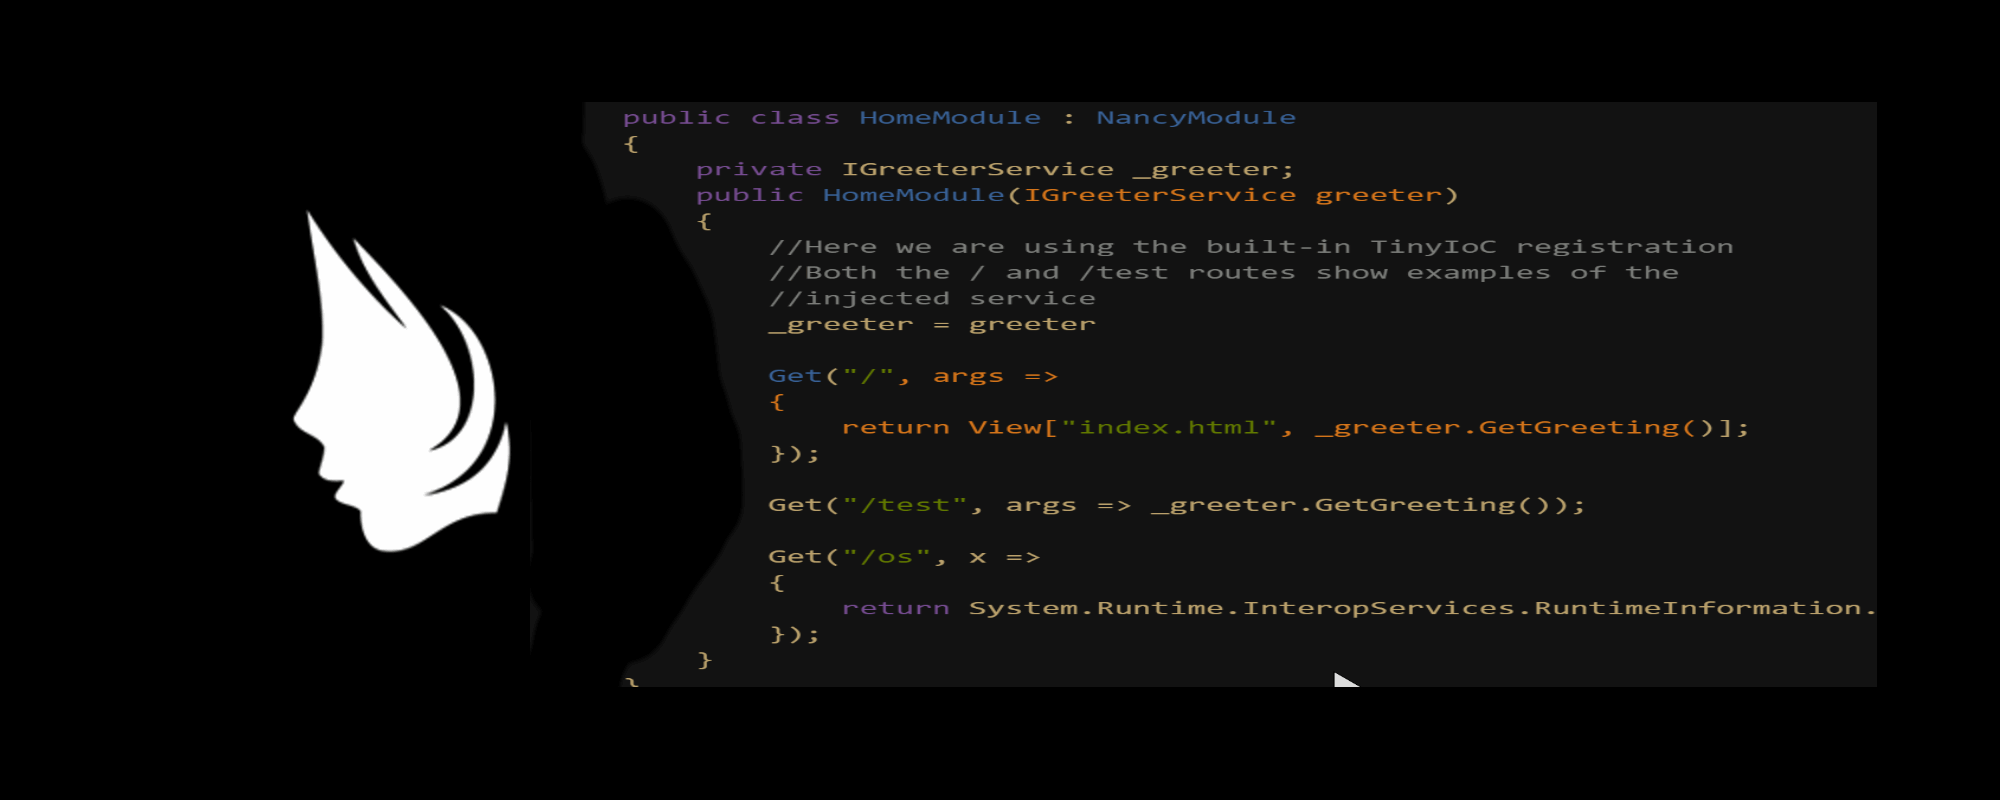 public class HomeModule : NancyModule
{
private IGreeterService _greeter;
public HomeModule(IGreeterService greeter)
{
//Here we are using the built-in TinyIoC registration
//Both the / and /test routes show examples of the
//injected service
_greeter = greeter
Get("/", args =>
{
return View["index.html", _greeter.GetGreeting()];
});
Get("/test", args => _greeter.GetGreeting());
Get("/os", x =>
{
return System.Runtime.InteropServices.RuntimeInformation.
});
}
}